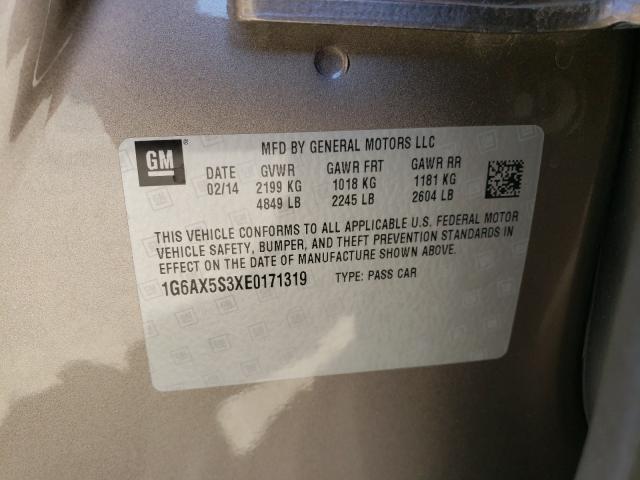 GM® MFD BY GENERAL MOTORS LLC
DATE GVWR GAWR FRT GAWR RR
02/14 2199 KG 1018 KG 1181 KG
4849 LB 2245 LB 2604 LB
THIS VEHICLE CONFORMS TO ALL APPLICABLE U.S. FEDERAL MOTOR
VEHICLE SAFETY, BUMPER, AND THEFT PREVENTION STANDARDS IN
EFFECT ON THE DATE OF MANUFACTURE SHOWN ABOVE.
1G6AX5S3XE0171319 TYPE: PASS CAR